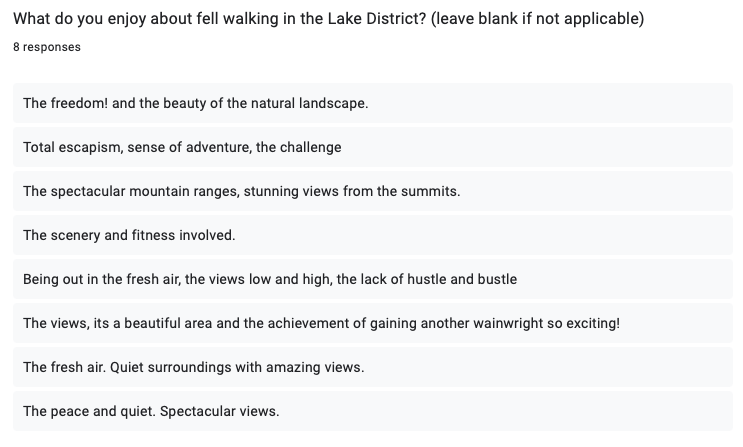 What do you enjoy about fell walking in the Lake District? (leave blank if not applicable)
8 responses
The freedom! and the beauty of the natural landscape.
Total escapism, sense of adventure, the challenge
The spectacular mountain ranges, stunning views from the summits.
The scenery and fitness involved.
Being out in the fresh air, the views low and high, the lack of hustle and bustle
The views, its a beautiful area and the achievement of gaining another wainwright so exciting!
The fresh air. Quiet surroundings with amazing views.
The peace and quiet. Spectacular views.